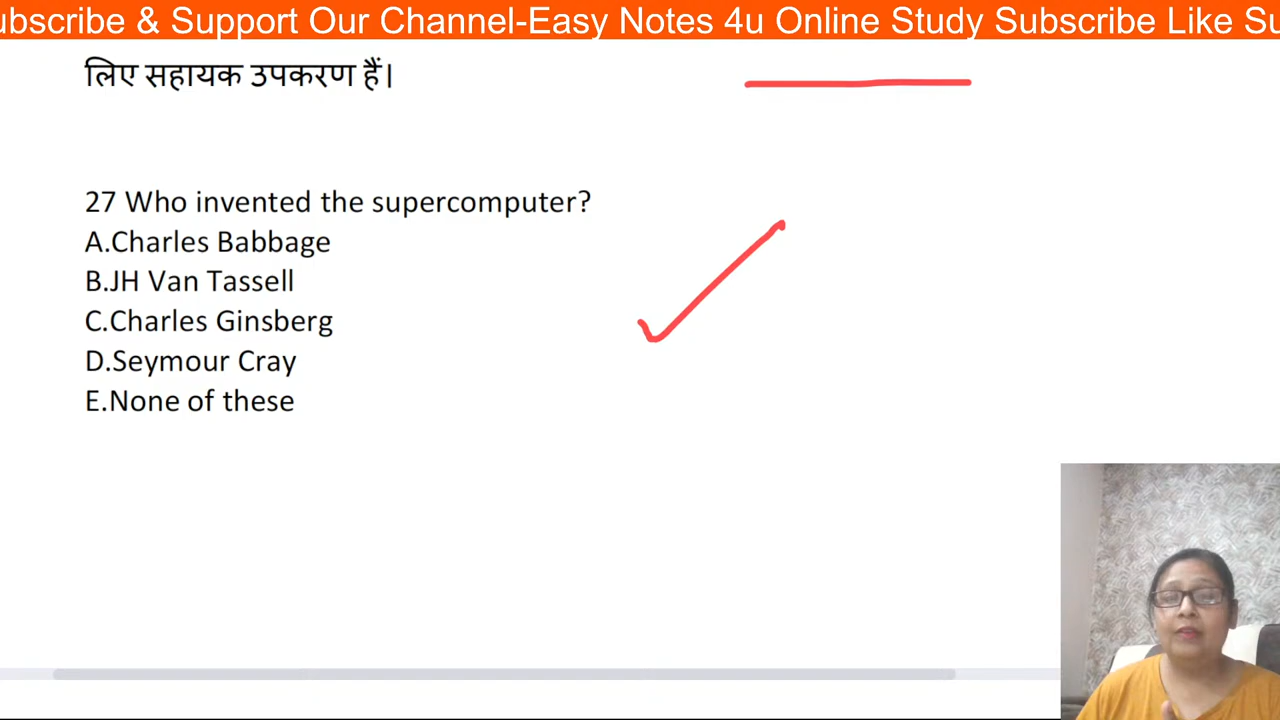 ubscribe & Support Our Channel-Easy Notes 4u Online Study Subscribe Like Su
लिए सहायक उपकरण हैं।
27 Who invented the supercomputer?
A.Charles Babbage
B.JH Van Tassell
C.Charles Ginsberg
D.Seymour Cray
E.None of these